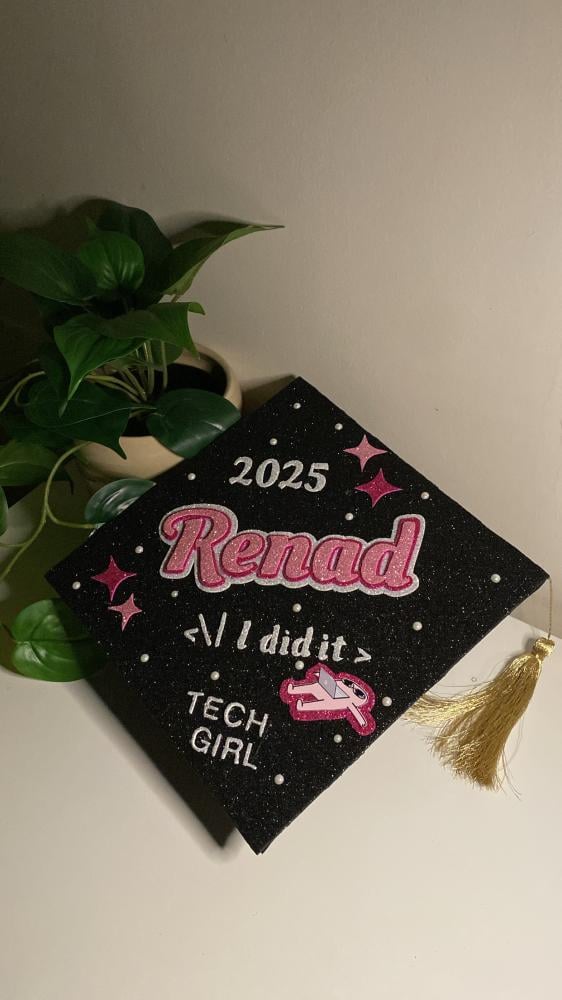 2025
Renad
<\| I did it >
TECH
GIRL